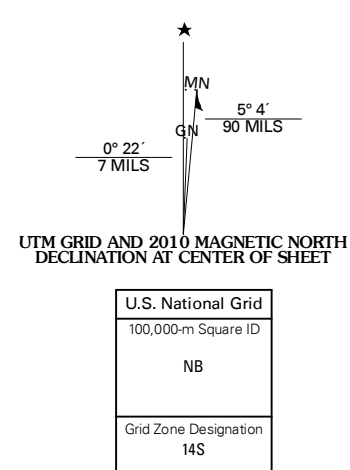 MN
GN
5° 4´
90 MILS
0° 22´
7 MILS
UTM GRID AND 2010 MAGNETIC NORTH
DECLINATION AT CENTER OF SHEET
U.S. National Grid
100,000-m Square ID
NB
Grid Zone Designation
14S